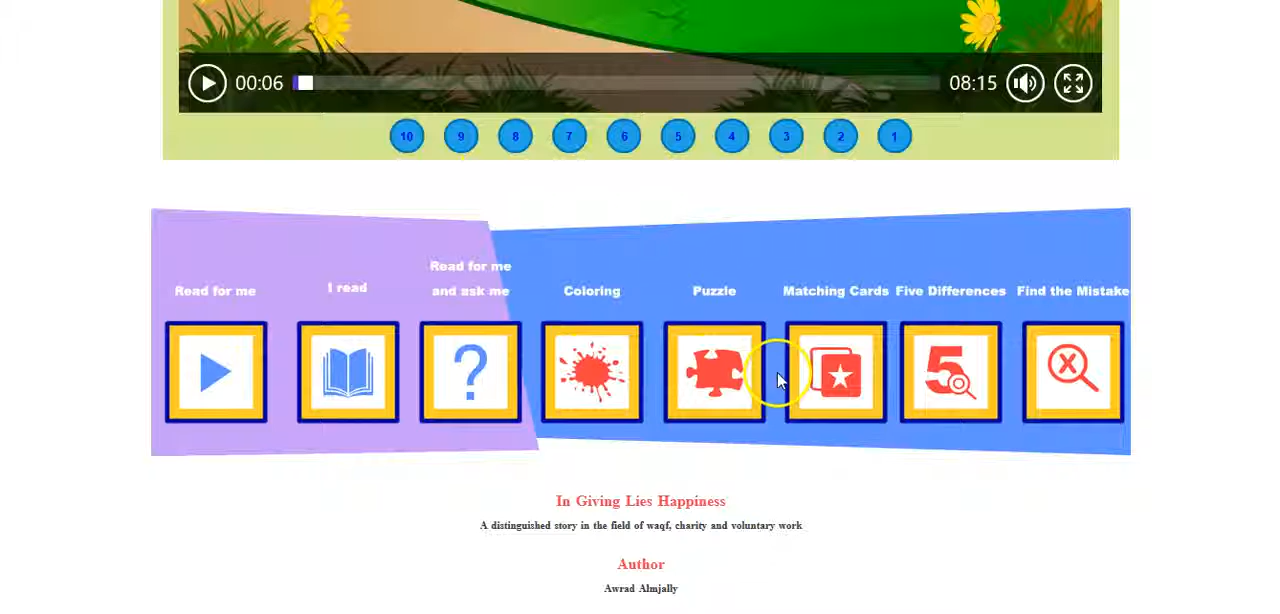 00:06 08:15
10 9 8 7 6 5 4 3 2 1
Read for me
I read
Read for me
and ask me
Coloring
Puzzle
Matching Cards
Five Differences
Find the Mistake
5
In Giving Lies Happiness
A distinguished story in the field of waqf, charity and voluntary work
Author
Awrad Almjally